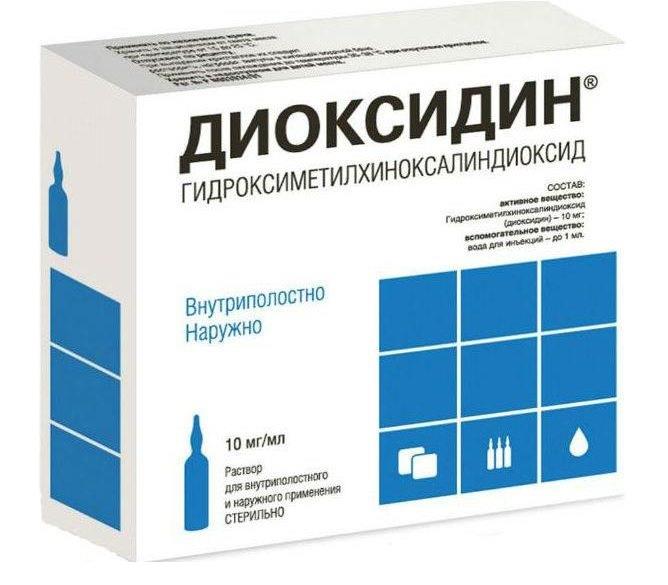 ДИОКСИДИН®
ГИДРОКСИМЕТИЛХИНОКСАЛИНДИОКСИД
СОСТАВ:
активное вещество:
Гидроксиметилхиноксалиндиоксид
(диоксидин) – 10 мг;
вспомогательное вещество:
вода для инъекций – до 1 мл.
Внутриполостно
Наружно
10 мг/мл
Раствор
для внутриполостного
и наружного применения
СТЕРИЛЬНО